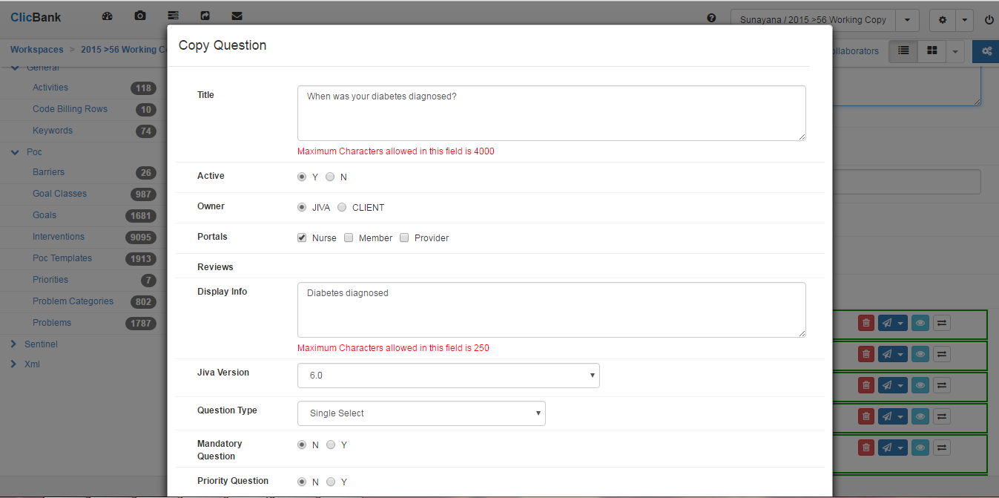 ClicBank
Sunayana / 2015 >56 Working Copy
Workspaces > 2015 >56 Working C
ollaborators
General
Activities 118
Code Billing Rows 10
Keywords 74
Poc
Barriers 26
Goal Classes 987
Goals 1681
Interventions 9095
Poc Templates 1913
Priorities 7
Problem Categories 802
Problems 1787
Sentinel
Xml
Copy Question
Title
When was your diabetes diagnosed?
Maximum Characters allowed in this field is 4000
Active Y N
Owner JIVA CLIENT
Portals Nurse Member Provider
Reviews
Display Info
Diabetes diagnosed
Maximum Characters allowed in this field is 250
Jiva Version 6.0
Question Type Single Select
Mandatory
Question
N Y
Priority Question N Y